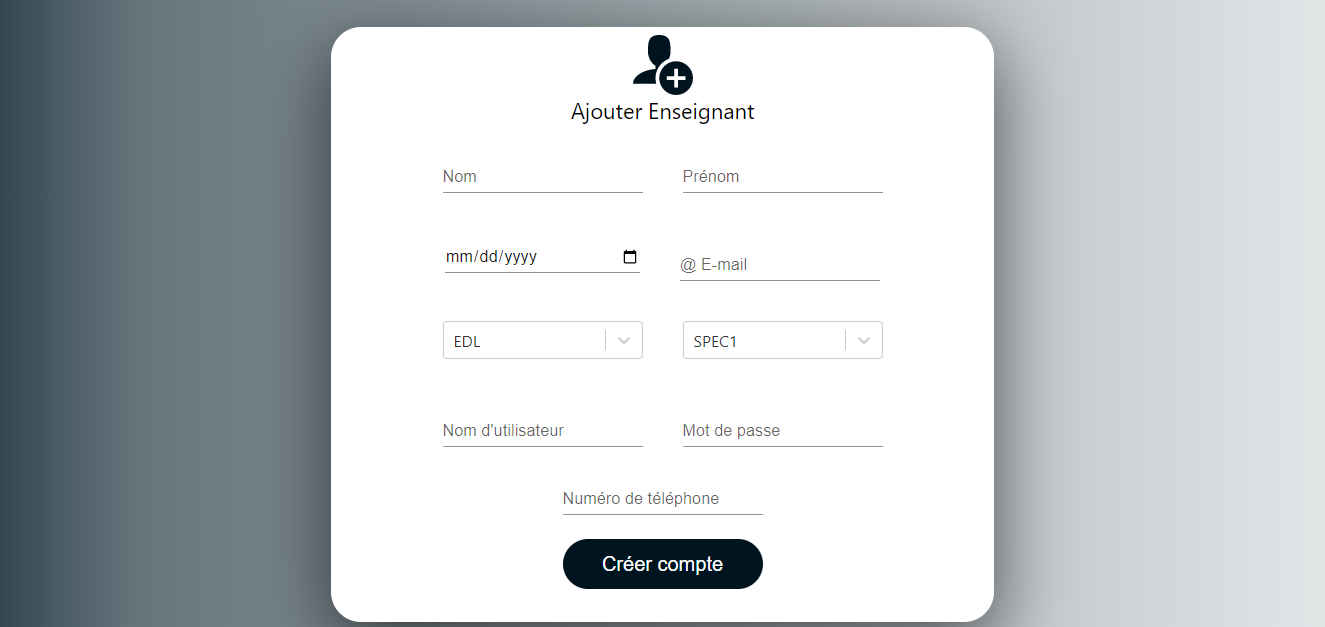 Ajouter Enseignant
Nom
Prénom
mm/dd/yyyy
@ E-mail
EDL
SPEC1
Nom d'utilisateur
Mot de passe
Numéro de téléphone
Créer compte